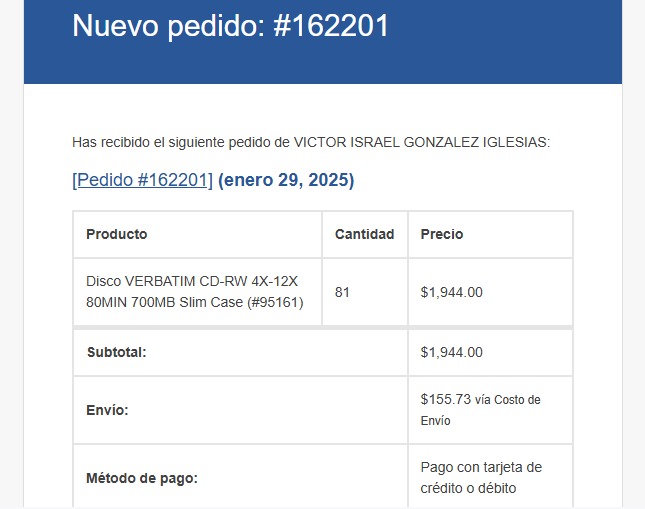 Nuevo pedido: #162201
Has recibido el siguiente pedido de VICTOR ISRAEL GONZALEZ IGLESIAS:
[Pedido #162201] (enero 29, 2025)
Producto Cantidad Precio
Disco VERBATIM CD-RW 4X-12X
80MIN 700MB Slim Case (#95161) 81 $1,944.00
Subtotal: $1,944.00
Envío: $155.73 vía Costo de
Envío
Método de pago: Pago con tarjeta de
crédito o débito